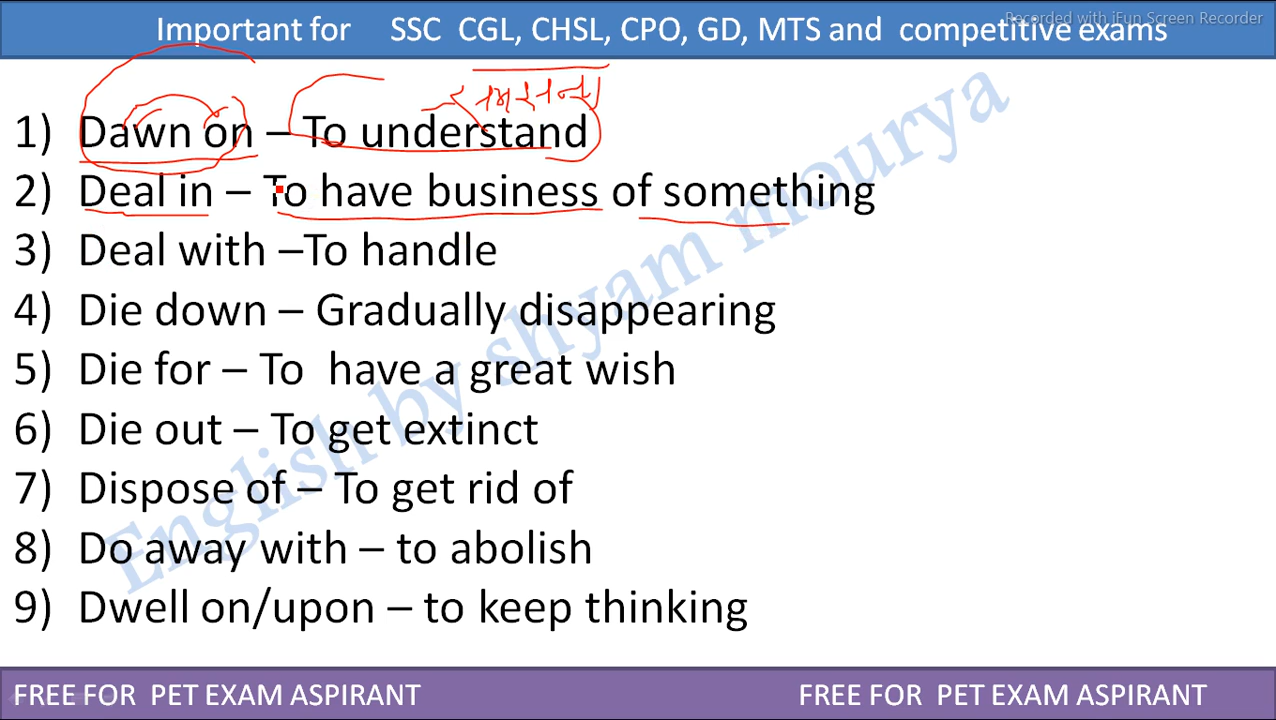 Recorded with iFun Screen Recorder
Important for SSC CGL, CHSL, CPO, GD, MTS and competitive exams
1) Dawn on – To understand
2) Deal in – To have business of something
3) Deal with –To handle
4) Die down – Gradually disappearing
5) Die for – To have a great wish
6) Die out – To get extinct
7) Dispose of – To get rid of
8) Do away with – to abolish
9) Dwell on/upon – to keep thinking
English by shyam mourya
FREE FOR PET EXAM ASPIRANT
FREE FOR PET EXAM ASPIRANT